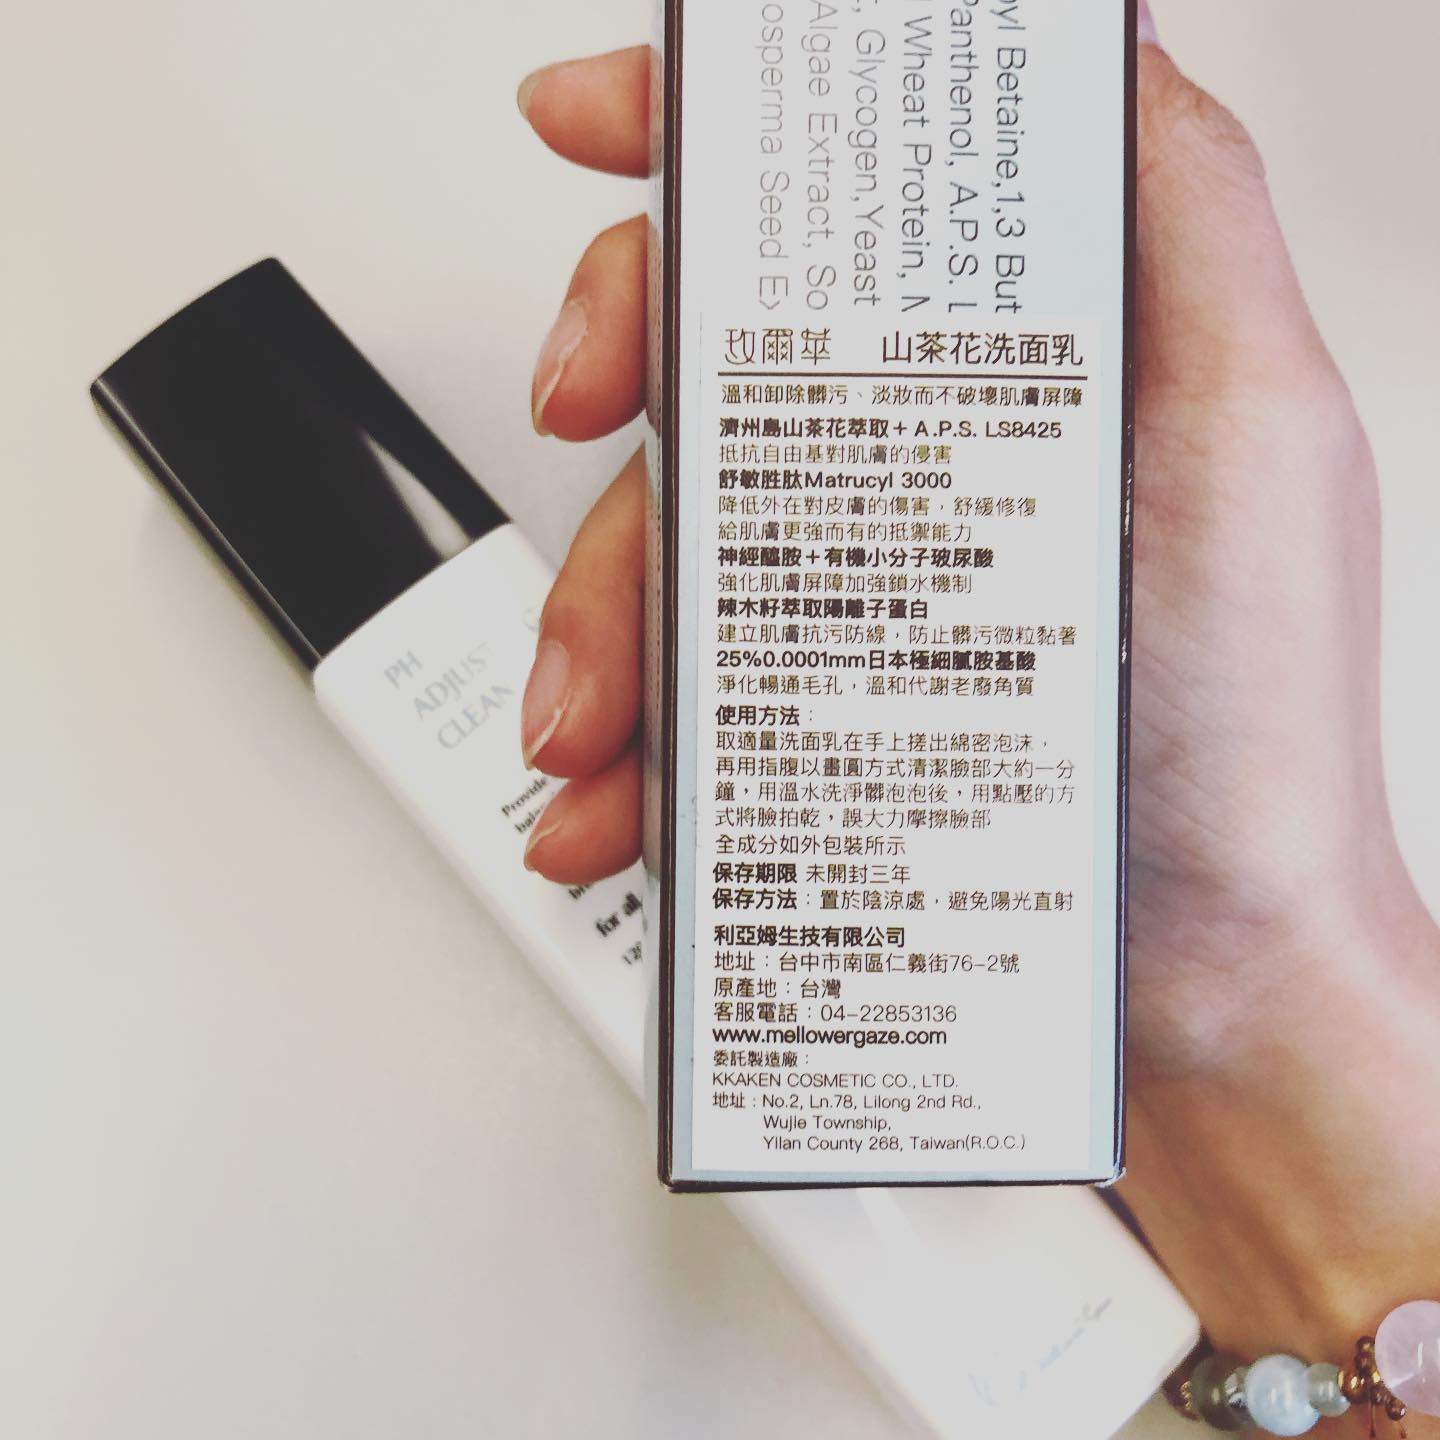 oyl Betaine,1,3 But
Panthenol, A.P.S. L
Wheat Protein, M
Glycogen,Yeast
Algae Extract, So
osperma Seed Ex
玫爾華 山茶花洗面乳
溫和卸除髒污、淡妝而不破壞肌膚屏障
濟州島山茶花萃取+ A.P.S. LS8425
抵抗自由基對肌膚的侵害
舒敏胜肽Matrucyl 3000
降低外在對皮膚的傷害，舒緩修復
給肌膚更強而有的抵禦能力
神經醯胺＋有機小分子玻尿酸
強化肌膚屏障加強鎖水機制
辣木籽萃取陽離子蛋白
建立肌膚抗污防線，防止髒污微粒黏著
25%0.0001mm日本極細膩胺基酸
淨化暢通毛孔，溫和代謝老廢角質
使用方法：
取適量洗面乳在手上搓出綿密泡沫，
再用指腹以畫圓方式清潔臉部大約一分
鐘，用溫水洗淨髒泡泡後，用點壓的方
式將臉拍乾，誤大力摩擦臉部
全成分如外包裝所示
保存期限 未開封三年
保存方法：置於陰涼處，避免陽光直射
利亞姆生技有限公司
地址：台中市南區仁義街76-2號
原產地：台灣
客服電話：04-22853136
www.mellowergaze.com
委託製造廠：
KKAKEN COSMETIC CO., LTD.
地址：No.2, Ln.78, Lilong 2nd Rd.,
Wujie Township,
Yilan County 268, Taiwan(R.O.C.)
PH
ADJUST
CLEAN
Provide
for all